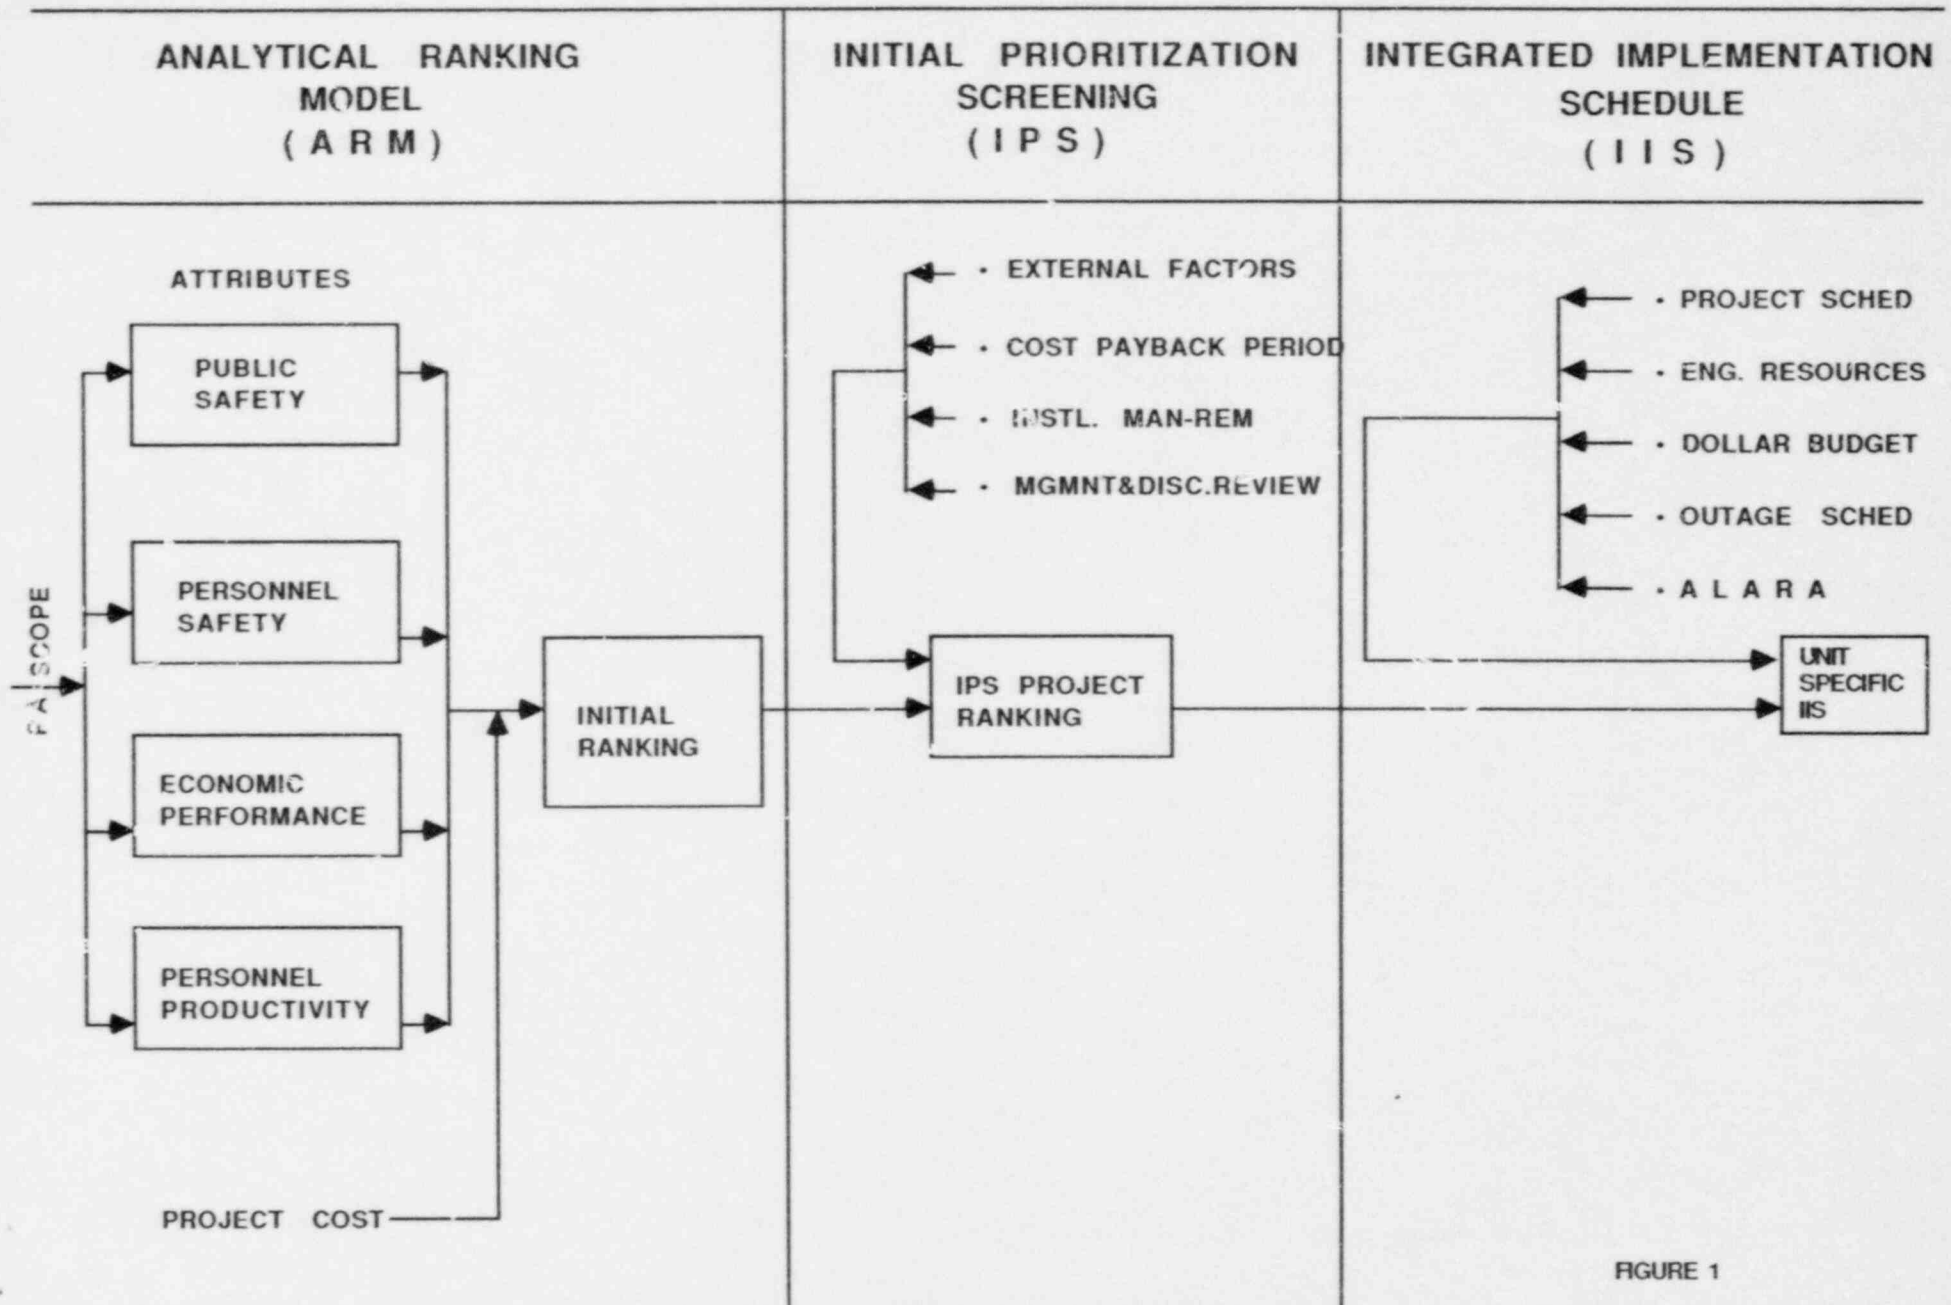 ANALYTICAL RANKING
MODEL
( A R M )
INITIAL PRIORITIZATION
SCREENING
( I P S )
INTEGRATED IMPLEMENTATION
SCHEDULE
( I I S )
ATTRIBUTES
PUBLIC
SAFETY
PERSONNEL
SAFETY
ECONOMIC
PERFORMANCE
PERSONNEL
PRODUCTIVITY
SCOPE
PROJECT COST
INITIAL
RANKING
· EXTERNAL FACTORS
· COST PAYBACK PERIOD
· INSTL. MAN-REM
· MGMNT&DISC.REVIEW
IPS PROJECT
RANKING
· PROJECT SCHED
· ENG. RESOURCES
· DOLLAR BUDGET
· OUTAGE SCHED
· A L A R A
UNIT
SPECIFIC
IIS
FIGURE 1